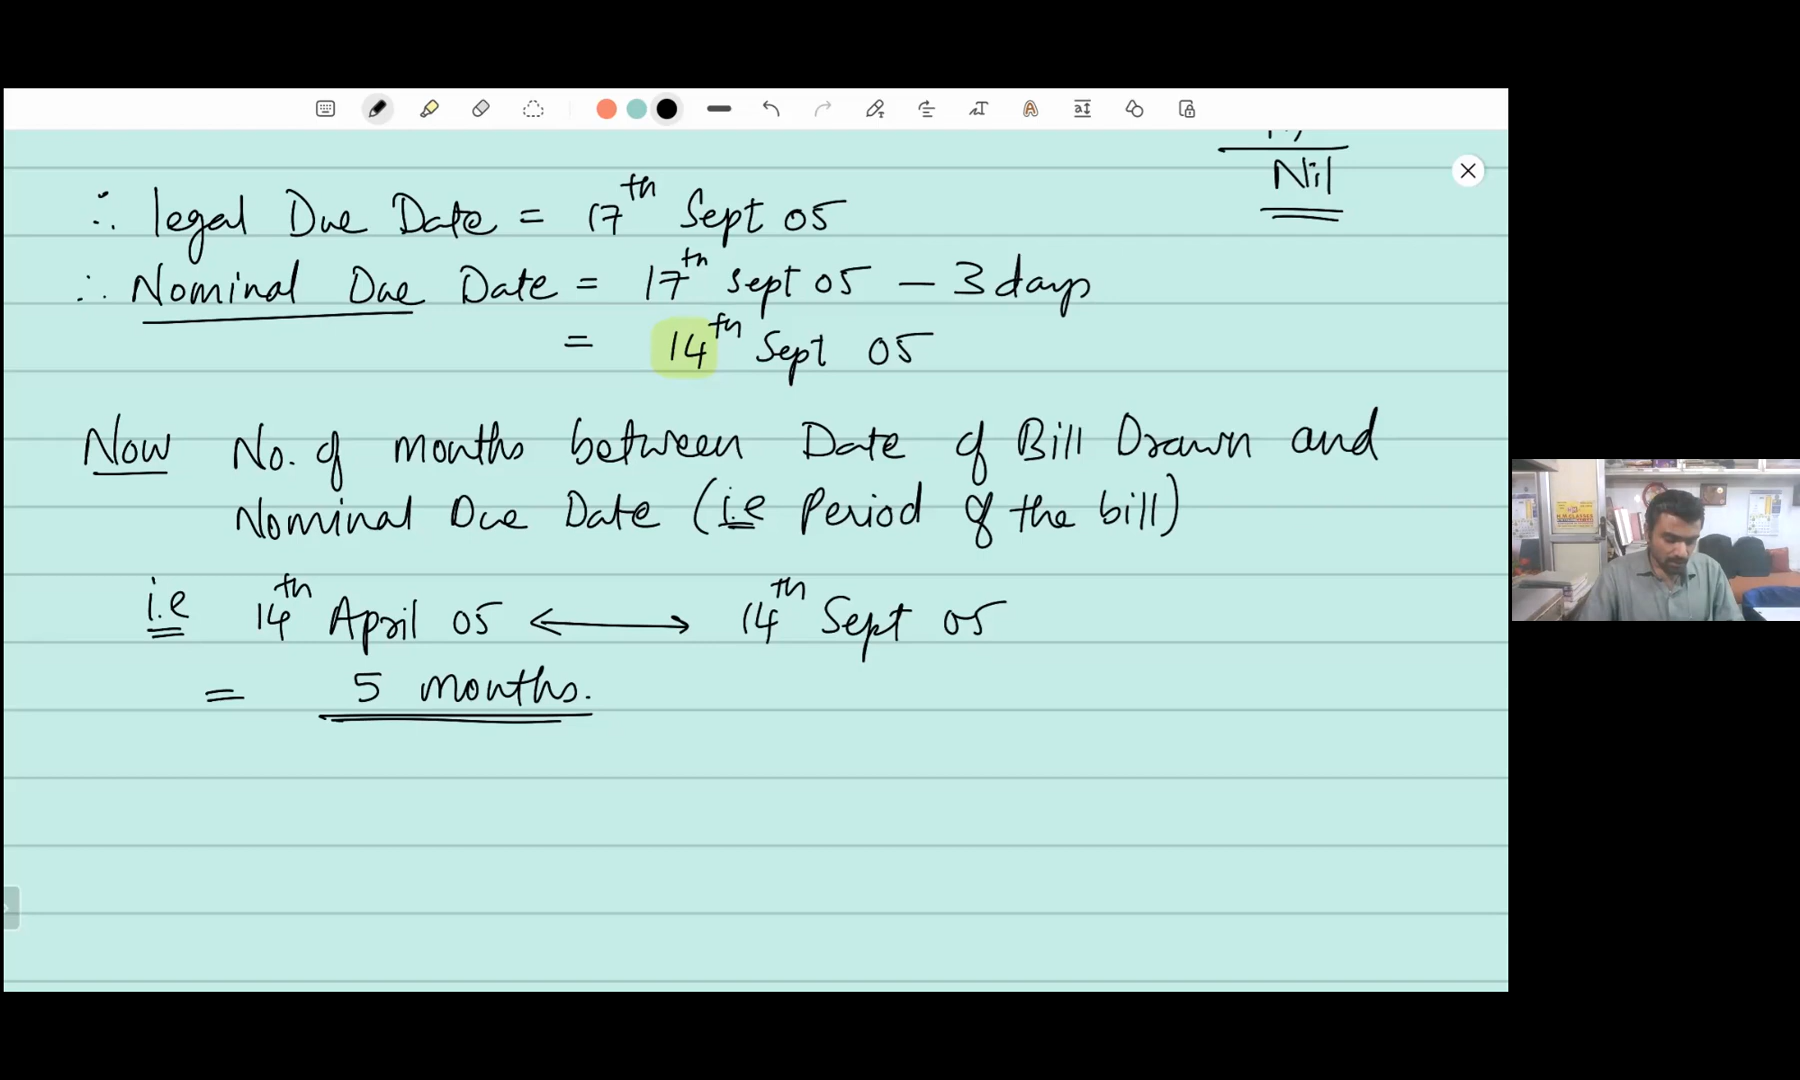 Nil
∴ legal Due Date = 17th Sept 05
∴ Nominal Due Date = 17th Sept 05 — 3 days
= 14th Sept 05
Now No. of months between Date of Bill Drawn and
Nominal Due Date (i.e Period of the bill)
i.e 14th April 05 ⟷ 14th Sept 05
= 5 months.